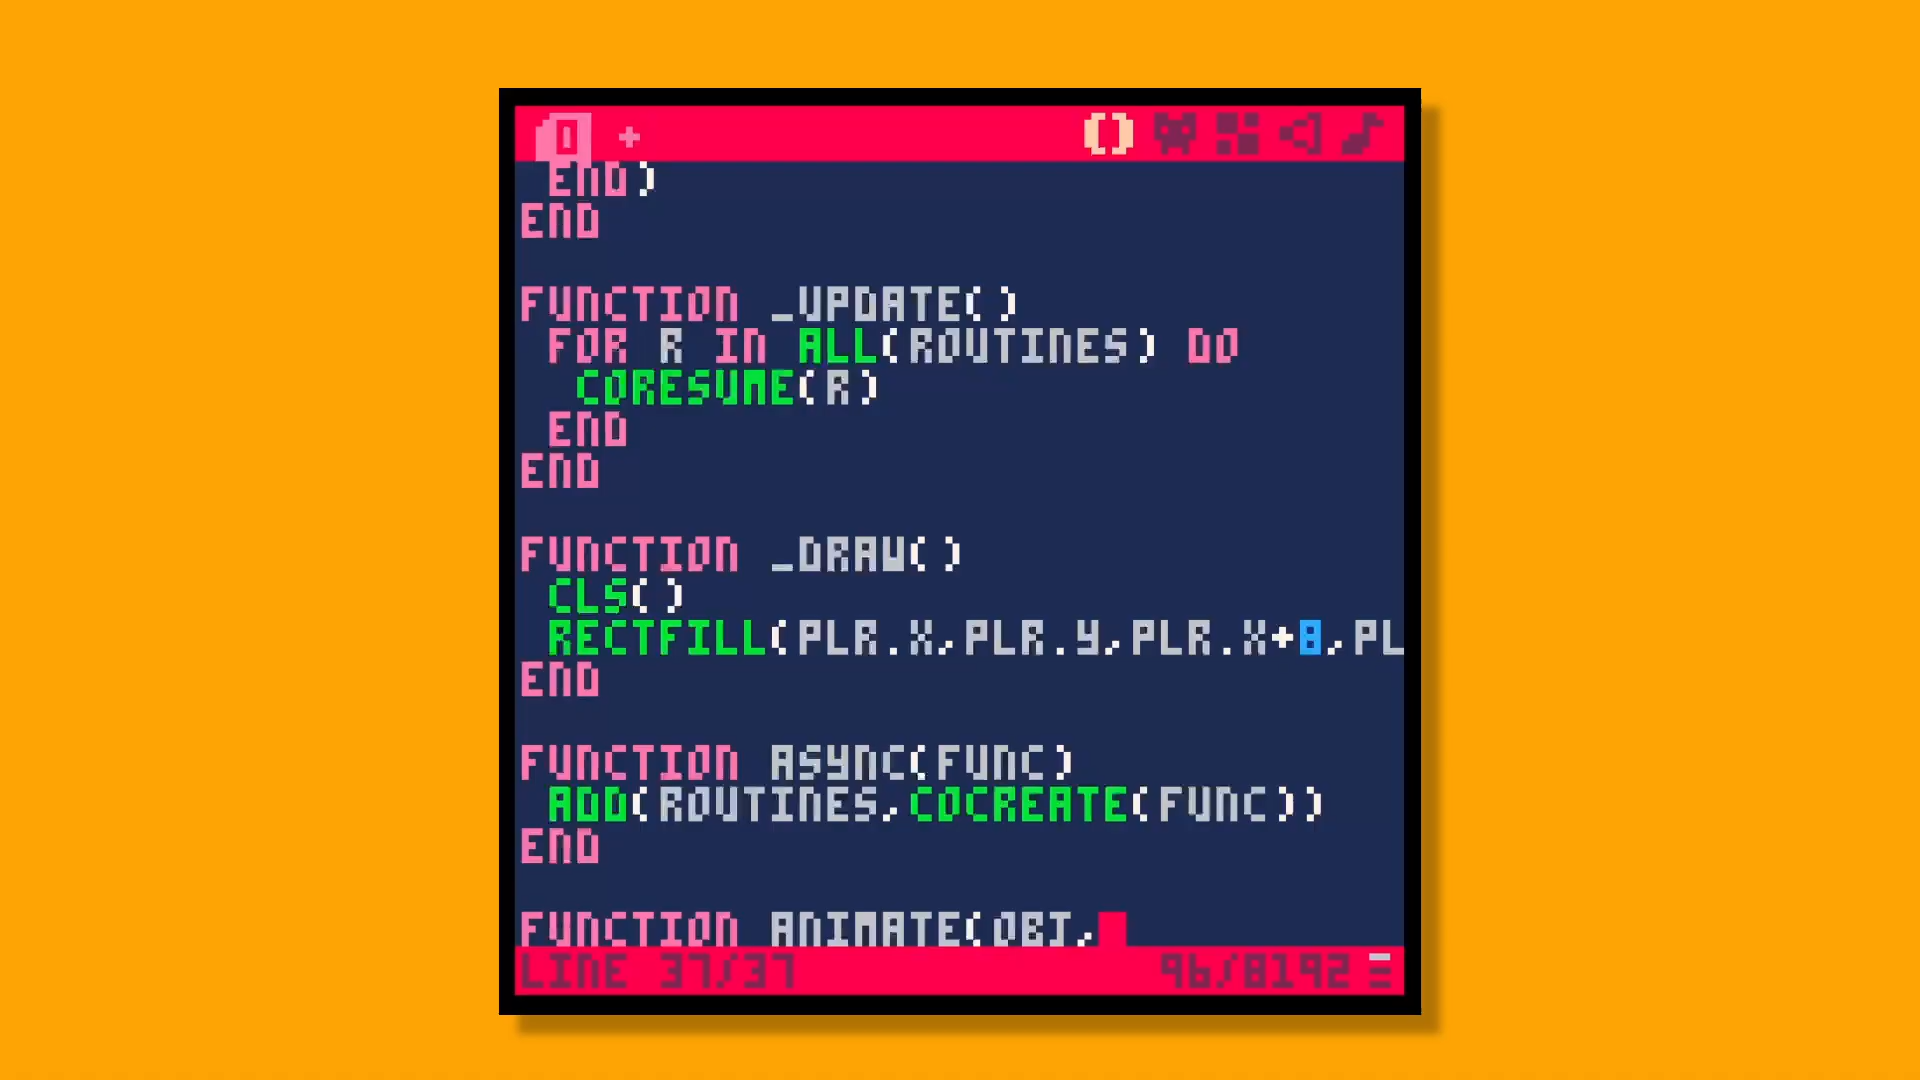 0 +
END)
END
FUNCTION _UPDATE()
FOR R IN ALL(ROUTINES) DO
CORESUME(R)
END
END
FUNCTION _DRAW()
CLS()
RECTFILL(PLR.X,PLR.Y,PLR.X+8,PL
END
FUNCTION ASYNC(FUNC)
ADD(ROUTINES,COCREATE(FUNC))
END
FUNCTION ANIMATE(OBJ,
LINE 37/37 96/8192